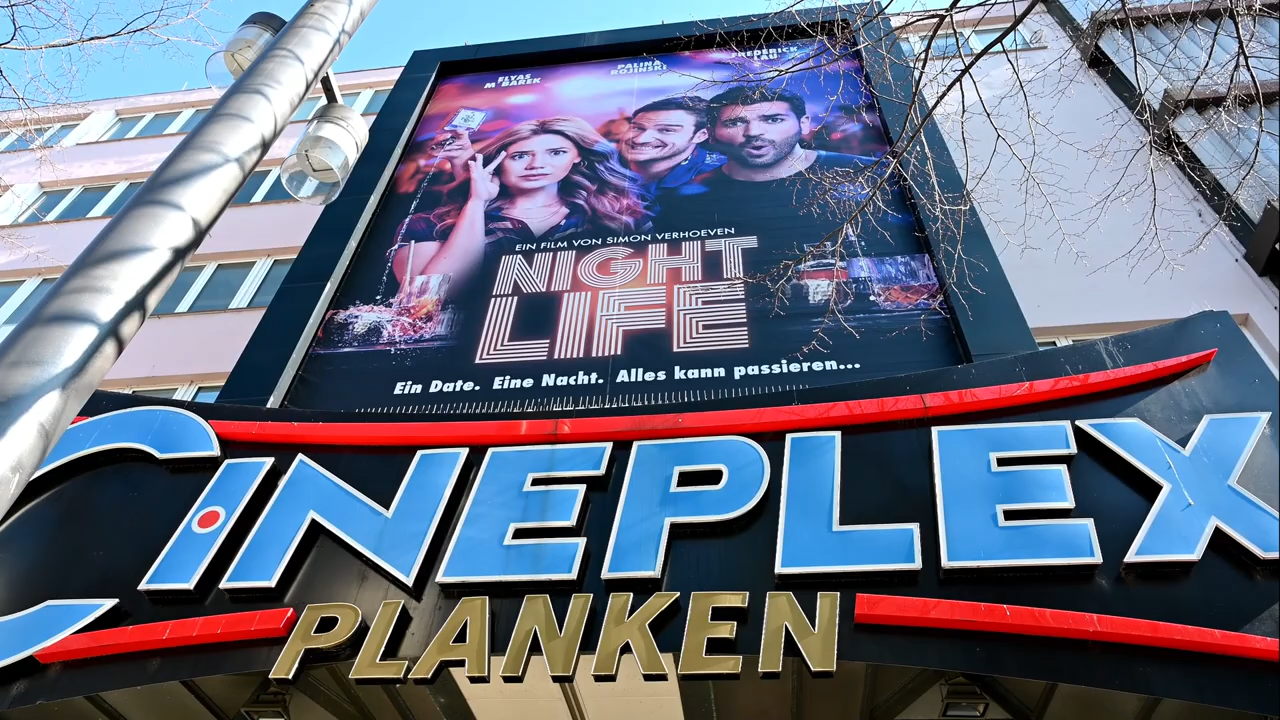 ELYAS
M'BAREK
PALINA
ROJINSKI
FREDERICK
LAU
EIN FILM VON SIMON VERHOEVEN
NIGHT
LIFE
Ein Date. Eine Nacht. Alles kann passieren...
CINEPLEX
PLANKEN